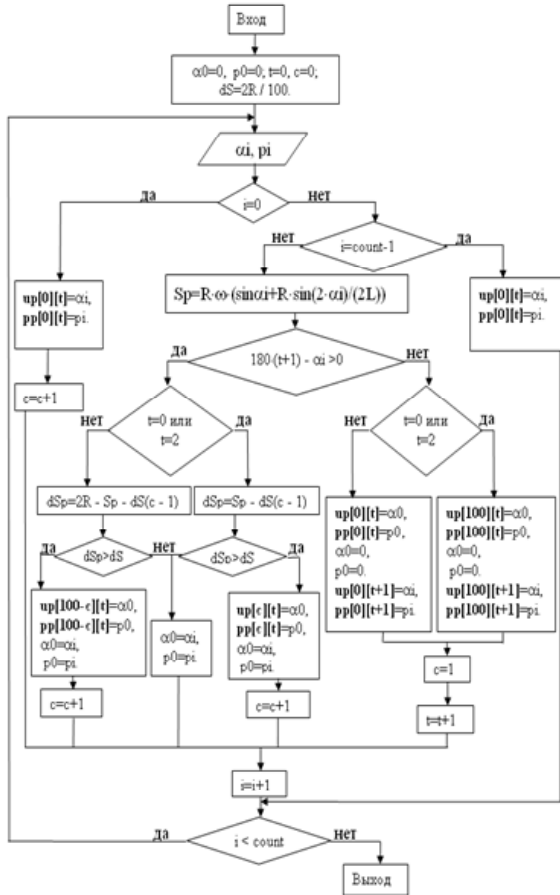 Вход
α0=0, p0=0; t=0, c=0;
dS=2R / 100.
αi, pi
да
нет
i=0
нет
да
i=count-1
up[0][t]=αi,
pp[0][t]=pi.
Sp=R·ω·(sinαi+R·sin(2·αi)/(2L))
up[0][t]=αi,
pp[0][t]=pi.
да
нет
180·(t+1) - αi >0
c=c+1
нет
да
t=0 или
t=2
нет
да
t=0 или
t=2
dSp=2R - Sp - dS(c - 1)
dSp=Sp - dS(c - 1)
up[0][t]=α0,
pp[0][t]=p0,
α0=0,
p0=0.
up[0][t+1]=αi,
pp[0][t+1]=pi.
up[100][t]=α0,
pp[100][t]=p0,
α0=0,
p0=0.
up[100][t+1]=αi,
pp[100][t+1]=pi.
да
dSp>dS
нет
dSp>dS
да
up[100-c][t]=α0,
pp[100-c][t]=p0,
α0=αi,
p0=pi.
α0=αi,
p0=pi.
up[c][t]=α0,
pp[c][t]=p0,
α0=αi,
p0=pi.
c=1
c=c+1
c=c+1
t=t+1
i=i+1
да
i < count
нет
Выход